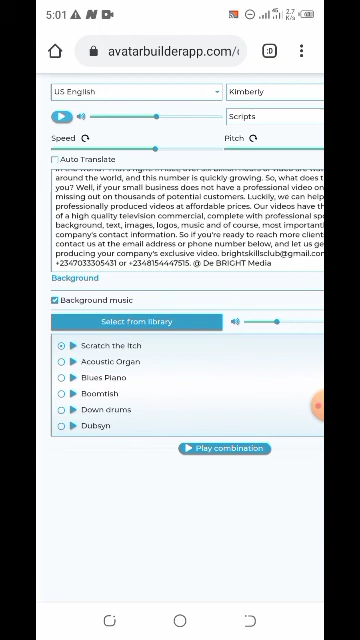 5:01
4G
2.7 K/s
avatarbuilderapp.com/
:D
US English
Kimberly
Scripts
Speed
Pitch
Auto Translate
around the world, and this number is quickly growing. So, what does t
you? Well, if your small business does not have a professional video on
missing out on thousands of potential customers. Luckily, we can help
professionally produced videos at affordable prices. Our videos have th
of a high quality television commercial, complete with professional spo
background, text, images, logos, music and of course, most important
company's contact information. So if you're ready to reach more client
contact us at the email address or phone number below, and let us ge
producing your company's exclusive video. brightskillsclub@gmail.con
+2347033305431 or +2348154447515. @ De BRIGHT Media
Background
Background music
Select from library
Scratch the Itch
Acoustic Organ
Blues Piano
Boomtish
Down drums
Dubsyn
Play combination